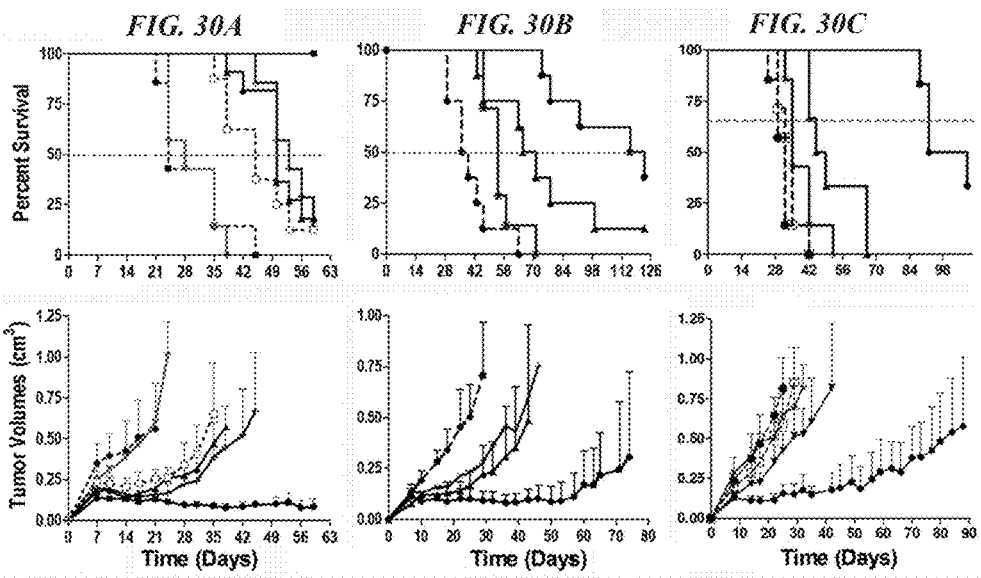 FIG. 30A FIG. 30B FIG. 30C
Percent Survival
100 75 50 25 0
0 7 14 21 28 35 42 49 56 63
100 75 50 25 0
0 14 28 42 56 70 84 98 112 126
100 75 50 25 0
0 14 28 42 56 70 84 98
Tumor Volumes (cm³)
1.25 1.00 0.75 0.50 0.25 0.00
0 7 14 21 28 35 42 49 56 63
Time (Days)
1.00 0.75 0.50 0.25 0.00
0 10 20 30 40 50 60 70 80
Time (Days)
1.25 1.00 0.75 0.50 0.25 0.00
0 10 20 30 40 50 60 70 80 90
Time (Days)